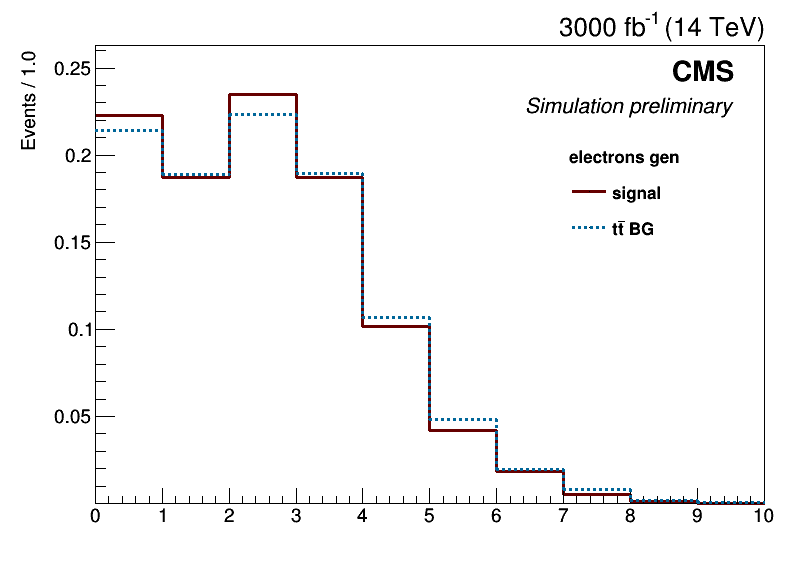 3000 fb⁻¹ (14 TeV)
CMS
Simulation preliminary
Events / 1.0
electrons gen
signal
tt̄ BG
0.25
0.2
0.15
0.1
0.05
0 1 2 3 4 5 6 7 8 9 10